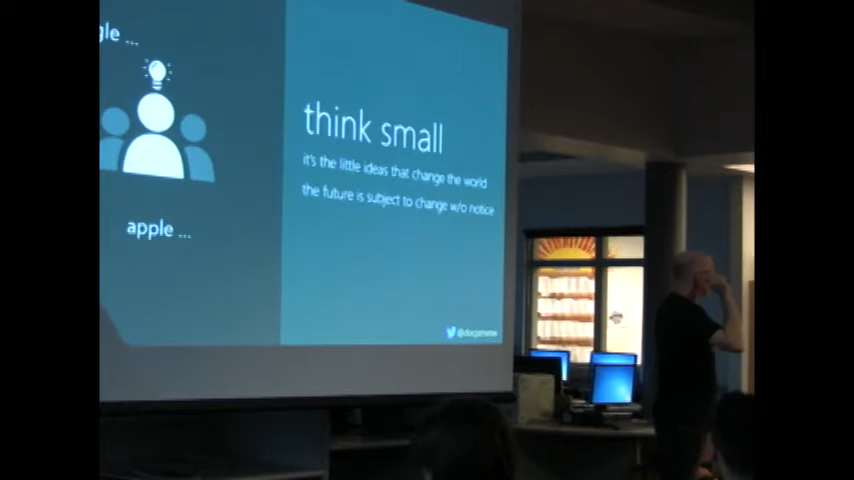 gle ...
apple ...
think small
it's the little ideas that change the world
the future is subject to change w/o notice